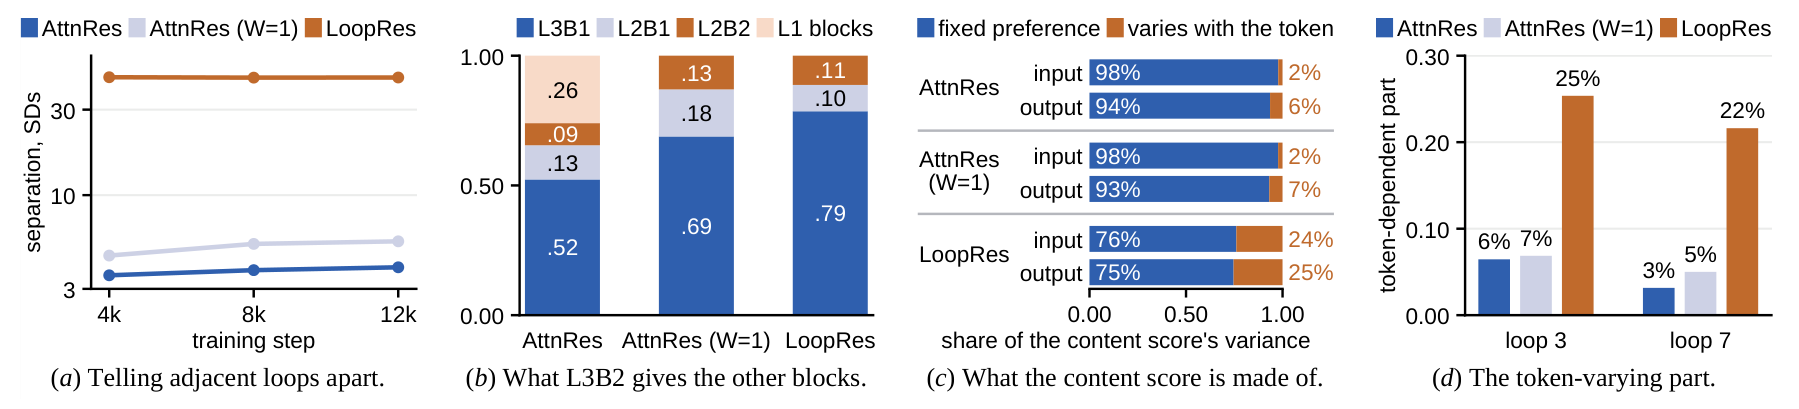 AttnRes AttnRes (W=1) LoopRes
separation, SDs
30
10
3
4k 8k 12k
training step
(a) Telling adjacent loops apart.
L3B1 L2B1 L2B2 L1 blocks
1.00
0.50
0.00
.26
.09
.13
.52
.13
.18
.69
.11
.10
.79
AttnRes AttnRes (W=1) LoopRes
(b) What L3B2 gives the other blocks.
fixed preference varies with the token
AttnRes
input 98% 2%
output 94% 6%
AttnRes
(W=1)
input 98% 2%
output 93% 7%
LoopRes
input 76% 24%
output 75% 25%
0.00 0.50 1.00
share of the content score's variance
(c) What the content score is made of.
AttnRes AttnRes (W=1) LoopRes
token-dependent part
0.30
0.20
0.10
0.00
6% 7% 25%
3% 5% 22%
loop 3 loop 7
(d) The token-varying part.